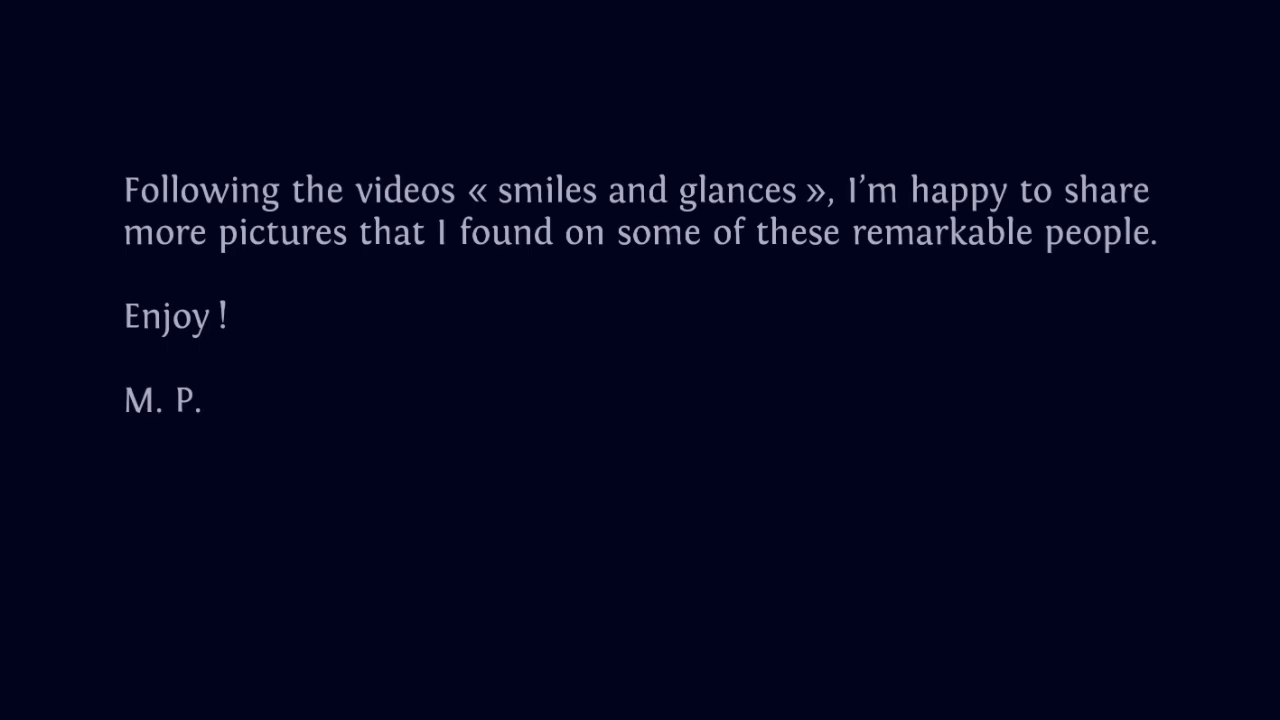 Following the videos « smiles and glances », I’m happy to share
more pictures that I found on some of these remarkable people.
Enjoy !
M. P.